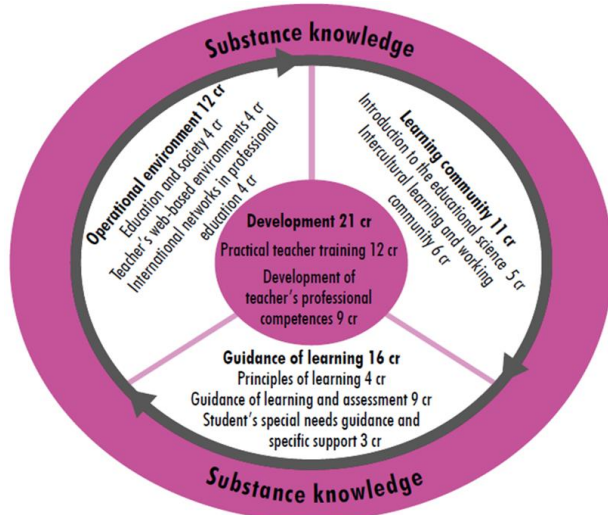 Substance knowledge
Operational environment 12 cr
Education and society 4 cr
Teacher's web-based environments 4 cr
International networks in professional
education 4 cr
Learning community 11 cr
Introduction to the educational science 5 cr
Intercultural learning and working
community 6 cr
Development 21 cr
Practical teacher training 12 cr
Development of
teacher's professional
competences 9 cr
Guidance of learning 16 cr
Principles of learning 4 cr
Guidance of learning and assessment 9 cr
Student's special needs guidance and
specific support 3 cr
Substance knowledge